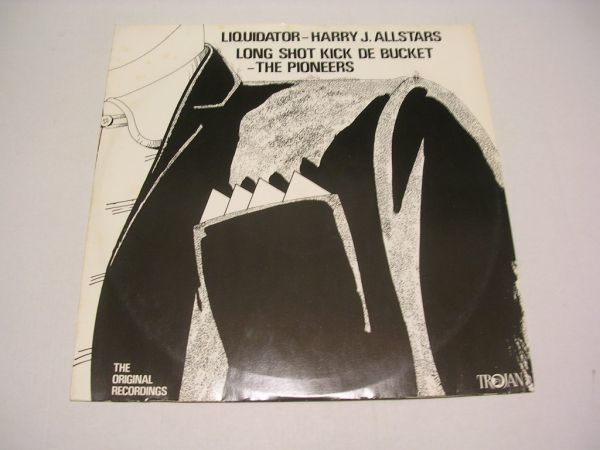 LIQUIDATOR-HARRY J. ALLSTARS
LONG SHOT KICK DE BUCKET
-THE PIONEERS
THE
ORIGINAL
RECORDINGS
TROJAN